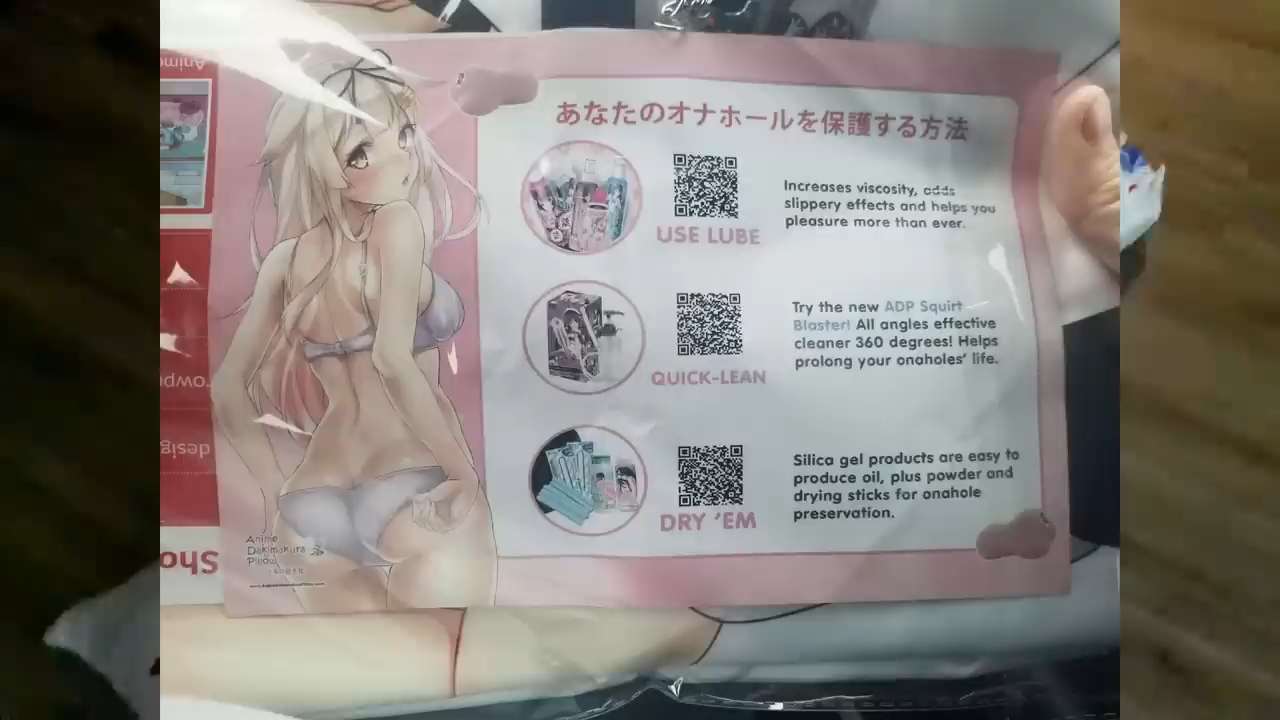 あなたのオナホールを保護する方法
USE LUBE
Increases viscosity, adds
slippery effects and helps you
pleasure more than ever.
QUICK-LEAN
Try the new ADP Squirt
Blaster! All angles effective
cleaner 360 degrees! Helps
prolong your onaholes' life.
DRY 'EM
Silica gel products are easy to
produce oil, plus powder and
drying sticks for onahole
preservation.
Anime
Dakimakura
Pillow
Anime
desig
Sho